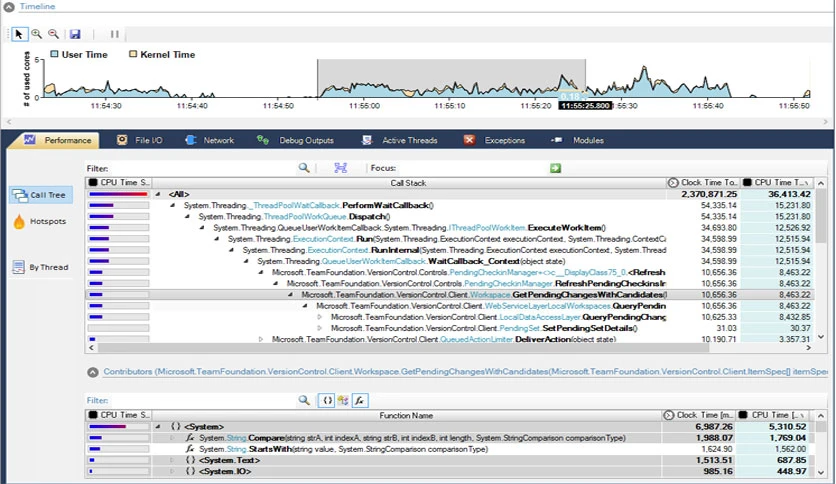 Timeline
# of used cores
5
0
User Time
Kernel Time
0.18
11:54:30
11:54:40
11:54:50
11:55:00
11:55:10
11:55:20
11:55:25.800
11:55:30
11:55:40
11:55:50
Performance
File I/O
Network
Debug Outputs
Active Threads
Exceptions
Modules
Call Tree
Hotspots
By Thread
Filter:
Focus:
CPU Time S... Call Stack Clock Time To... CPU Time T...
<All> 2,370,871.25 36,413.42
System.Threading._ThreadPoolWaitCallback.PerformWaitCallback() 54,335.14 15,231.80
System.Threading.ThreadPoolWorkQueue.Dispatch() 54,335.14 15,231.80
System.Threading.QueueUserWorkItemCallback.System.Threading.IThreadPoolWorkItem.ExecuteWorkItem() 34,693.80 12,526.92
System.Threading.ExecutionContext.Run(System.Threading.ExecutionContext executionContext, System.Threading.ContextCa 34,598.99 12,515.94
System.Threading.ExecutionContext.RunInternal(System.Threading.ExecutionContext executionContext, System.Thread 34,598.99 12,515.94
System.Threading.QueueUserWorkItemCallback.WaitCallback_Context(object state) 34,598.99 12,515.94
Microsoft.TeamFoundation.VersionControl.Controls.PendingCheckinManager+<>c__DisplayClass75_0.<Refresh 10,656.36 8,463.22
Microsoft.TeamFoundation.VersionControl.Controls.PendingCheckinManager.RefreshPendingCheckinsIn 10,656.36 8,463.22
Microsoft.TeamFoundation.VersionControl.Client.Workspace.GetPendingChangesWithCandidates( 10,656.36 8,463.22
Microsoft.TeamFoundation.VersionControl.Client.WebServiceLayerLocalWorkspaces.QueryPendin 10,656.36 8,463.22
Microsoft.TeamFoundation.VersionControl.Client.LocalDataAccessLayer.QueryPendingChang 10,625.33 8,432.85
Microsoft.TeamFoundation.VersionControl.Client.PendingSet.SetPendingSetDetails() 31.03 30.37
Microsoft.TeamFoundation.VersionControl.Client.QueuedActionLimiter.DeliverAction(object state) 10,190.74 3,357.31
Contributors (Microsoft.TeamFoundation.VersionControl.Client.Workspace.GetPendingChangesWithCandidates(Microsoft.TeamFoundation.VersionControl.Client.ItemSpec[] itemSpe
Filter:
CPU Time S... Function Name Clock Time [m... CPU Time [...
{} <System> 6,987.26 5,310.52
fx System.String.Compare(string strA, int indexA, string strB, int indexB, int length, System.StringComparison comparisonType) 1,988.07 1,769.04
fx System.String.StartsWith(string value, System.StringComparison comparisonType) 1,624.90 1,562.00
{} <System.Text> 1,513.51 687.85
{} <System.IO> 985.16 448.97